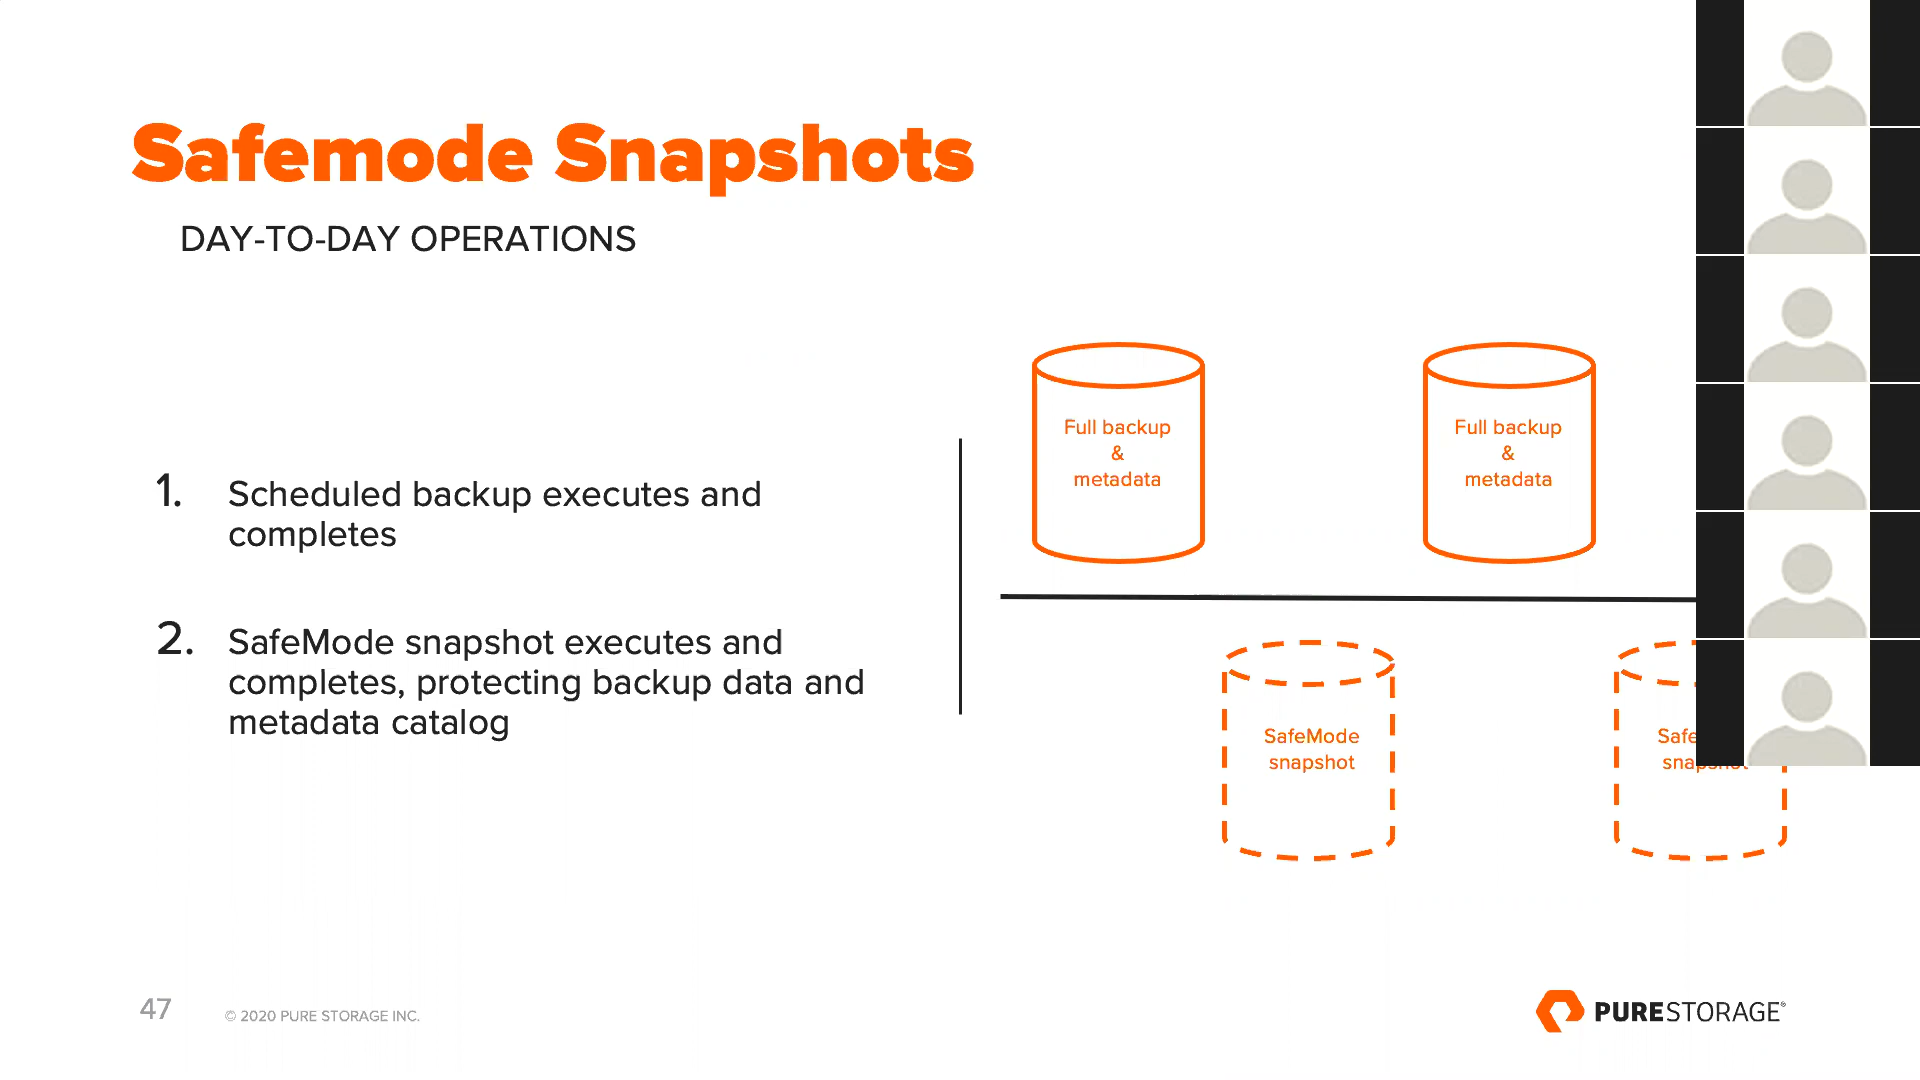 Safemode Snapshots
DAY-TO-DAY OPERATIONS
1. Scheduled backup executes and
completes
2. SafeMode snapshot executes and
completes, protecting backup data and
metadata catalog
Full backup
&
metadata
Full backup
&
metadata
SafeMode
snapshot
47
© 2020 PURE STORAGE INC.
PURESTORAGE®